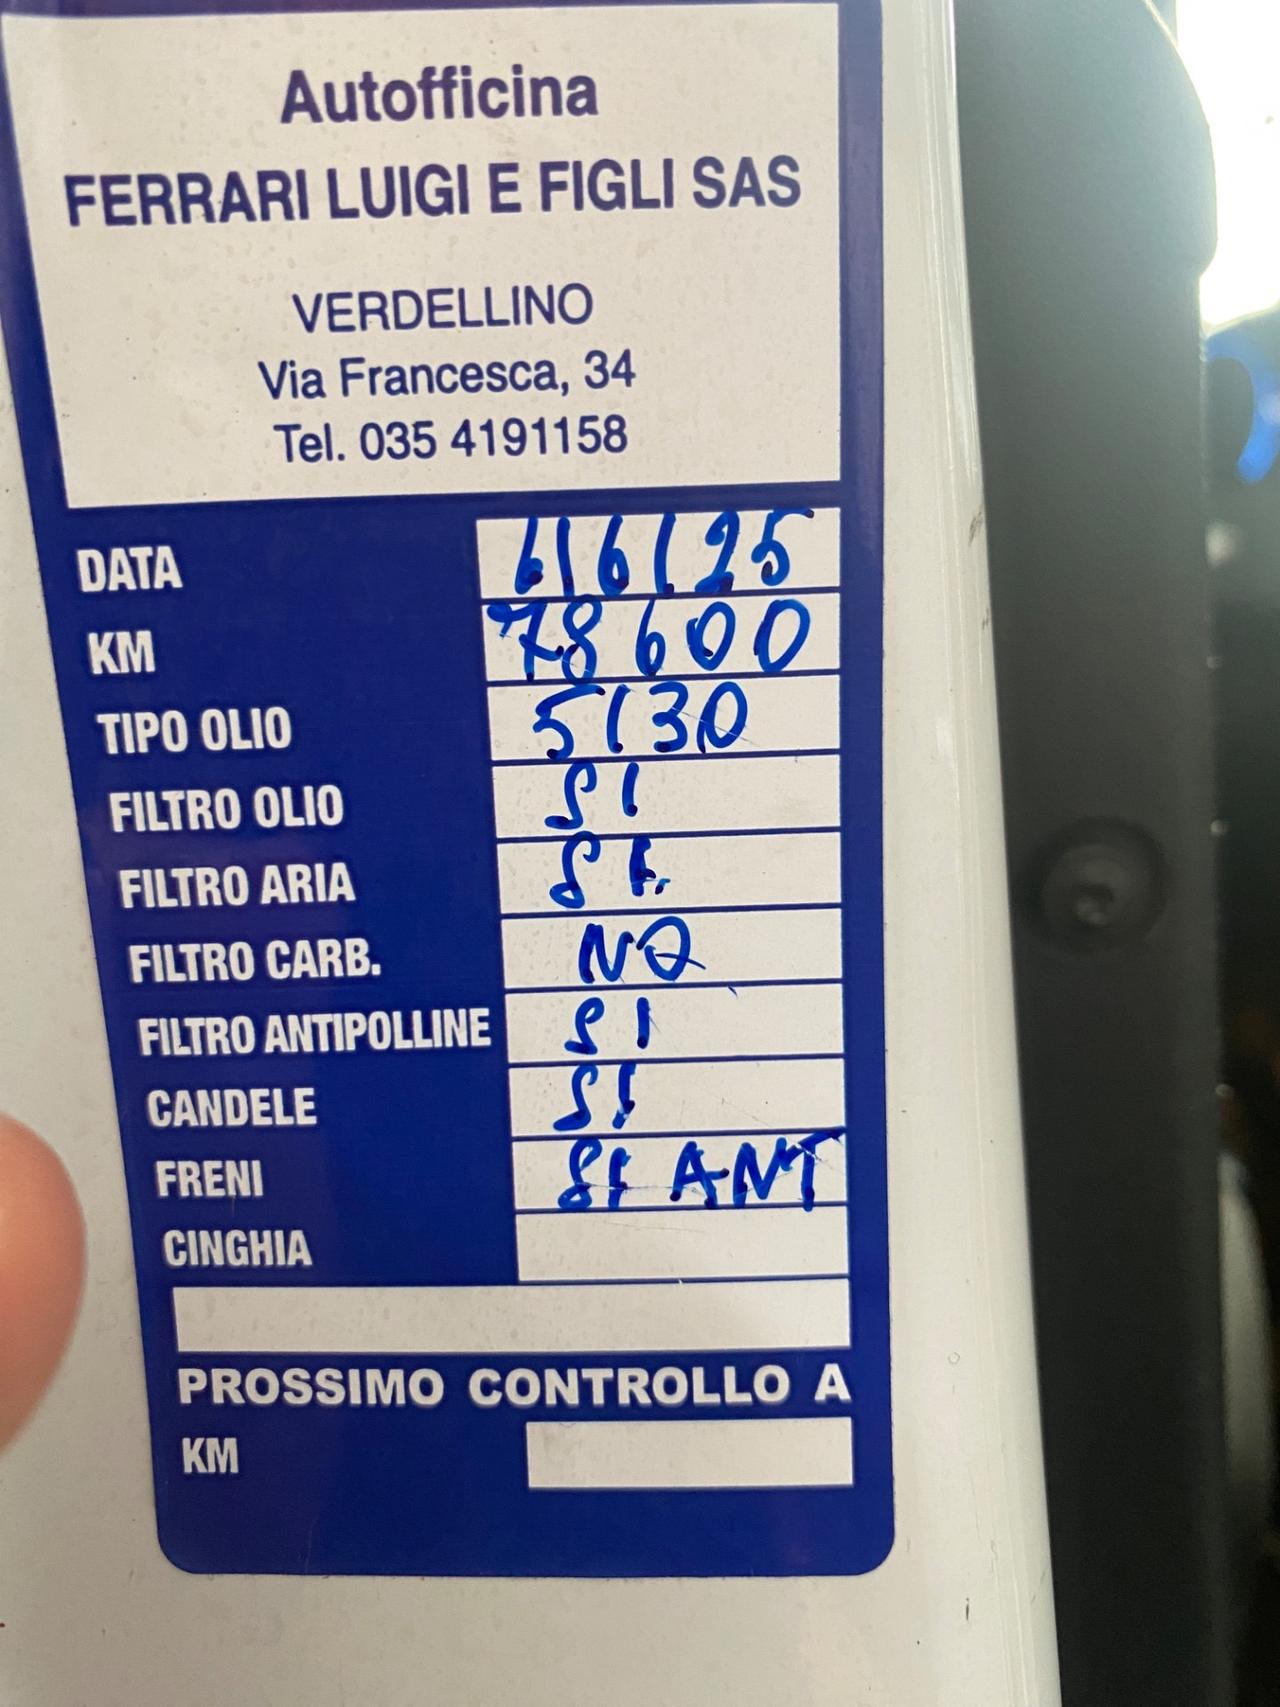 Autofficina
FERRARI LUIGI E FIGLI SAS
VERDELLINO
Via Francesca, 34
Tel. 035 4191158
DATA 6/6/25
KM 78600
TIPO OLIO 5/30
FILTRO OLIO SI
FILTRO ARIA SI
FILTRO CARB. NO
FILTRO ANTIPOLLINE SI
CANDELE SI
FRENI SI ANT
CINGHIA
PROSSIMO CONTROLLO A
KM